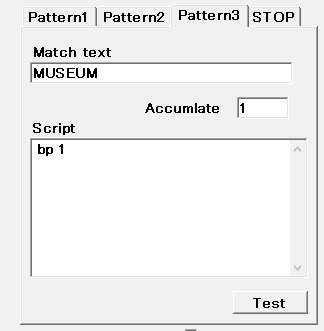 Pattern1 Pattern2 Pattern3 STOP
Match text
MUSEUM
Accumlate 1
Script
bp 1
Test